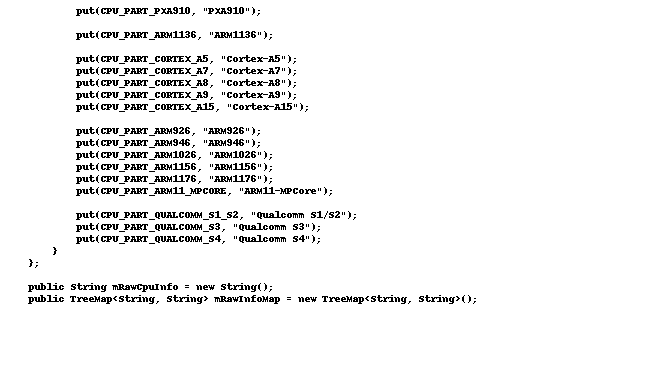 put(CPU_PART_PXA910, "PXA910");
put(CPU_PART_ARM1136, "ARM1136");
put(CPU_PART_CORTEX_A5, "Cortex-A5");
put(CPU_PART_CORTEX_A7, "Cortex-A7");
put(CPU_PART_CORTEX_A8, "Cortex-A8");
put(CPU_PART_CORTEX_A9, "Cortex-A9");
put(CPU_PART_CORTEX_A15, "Cortex-A15");
put(CPU_PART_ARM926, "ARM926");
put(CPU_PART_ARM946, "ARM946");
put(CPU_PART_ARM1026, "ARM1026");
put(CPU_PART_ARM1156, "ARM1156");
put(CPU_PART_ARM1176, "ARM1176");
put(CPU_PART_ARM11_MPCORE, "ARM11-MPCore");
put(CPU_PART_QUALCOMM_S1_S2, "Qualcomm S1/S2");
put(CPU_PART_QUALCOMM_S3, "Qualcomm S3");
put(CPU_PART_QUALCOMM_S4, "Qualcomm S4");
}
};
public String mRawCpuInfo = new String();
public TreeMap<String, String> mRawInfoMap = new TreeMap<String, String>();